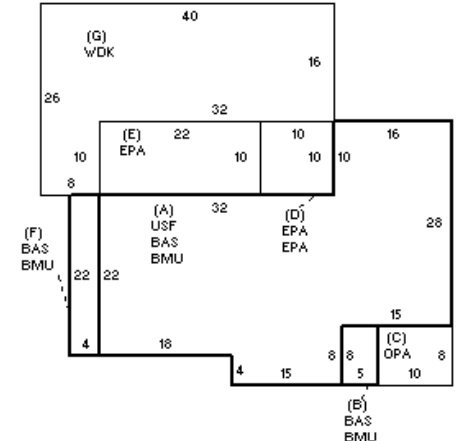 40
(G)
WDK
16
26
32
(E)
EPA
22
10
16
10
10
10
10
8
(A)
USF
BAS
BMU
32
(D)
EPA
EPA
28
(F)
BAS
BMU
22
22
15
(C)
OPA
4
18
8
8
8
4
15
5
10
(B)
BAS
BMU